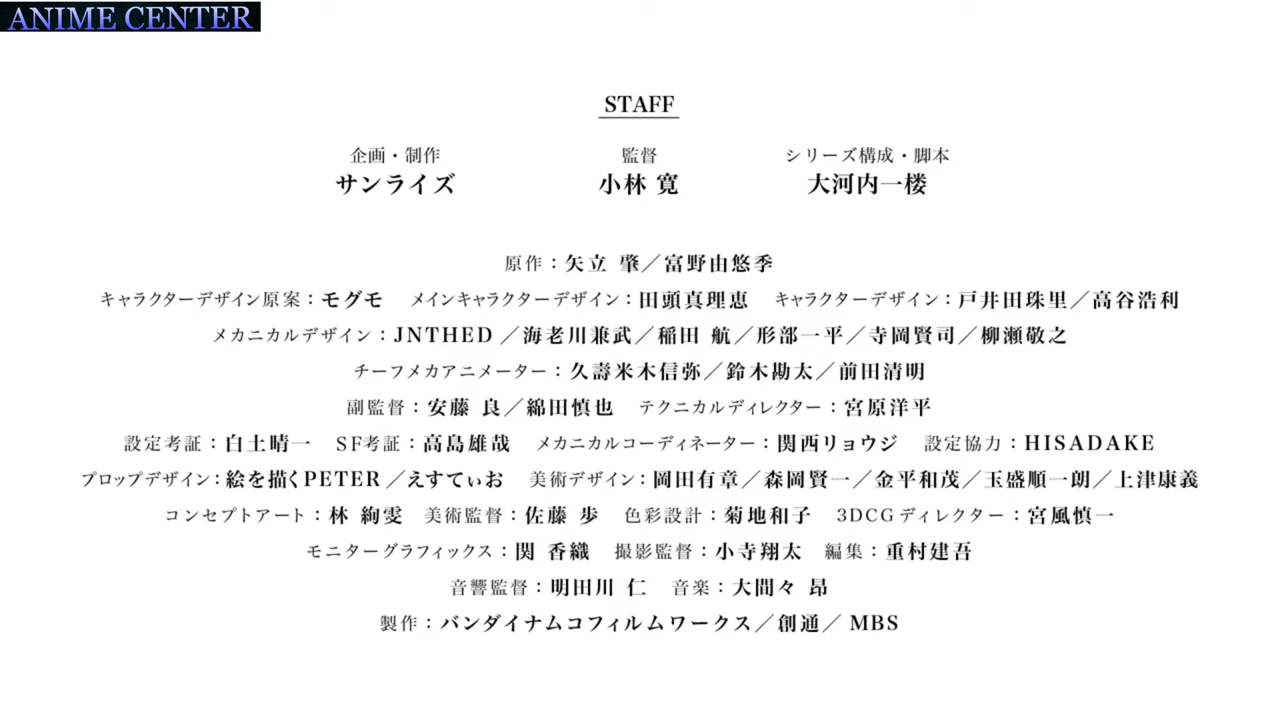 ANIME CENTER
STAFF
企画・制作 監督 シリーズ構成・脚本
サンライズ 小林 寛 大河内一楼
原作：矢立 肇／富野由悠季
キャラクターデザイン原案：モグモ メインキャラクターデザイン：田頭真理恵 キャラクターデザイン：戸井田珠里／高谷浩利
メカニカルデザイン：JNTHED／海老川兼武／稲田 航／形部一平／寺岡賢司／柳瀬敬之
チーフメカアニメーター：久壽米木信弥／鈴木勘太／前田清明
副監督：安藤 良／綿田慎也 テクニカルディレクター：宮原洋平
設定考証：白土晴一 SF考証：高島雄哉 メカニカルコーディネーター：関西リョウジ 設定協力：HISADAKE
プロップデザイン：絵を描くPETER／えすてぃお 美術デザイン：岡田有章／森岡賢一／金平和茂／玉盛順一朗／上津康義
コンセプトアート：林 絢雯 美術監督：佐藤 歩 色彩設計：菊地和子 3DCGディレクター：宮風慎一
モニターグラフィックス：関 香織 撮影監督：小寺翔太 編集：重村建吾
音響監督：明田川 仁 音楽：大間々 昂
製作：バンダイナムコフィルムワークス／創通／MBS